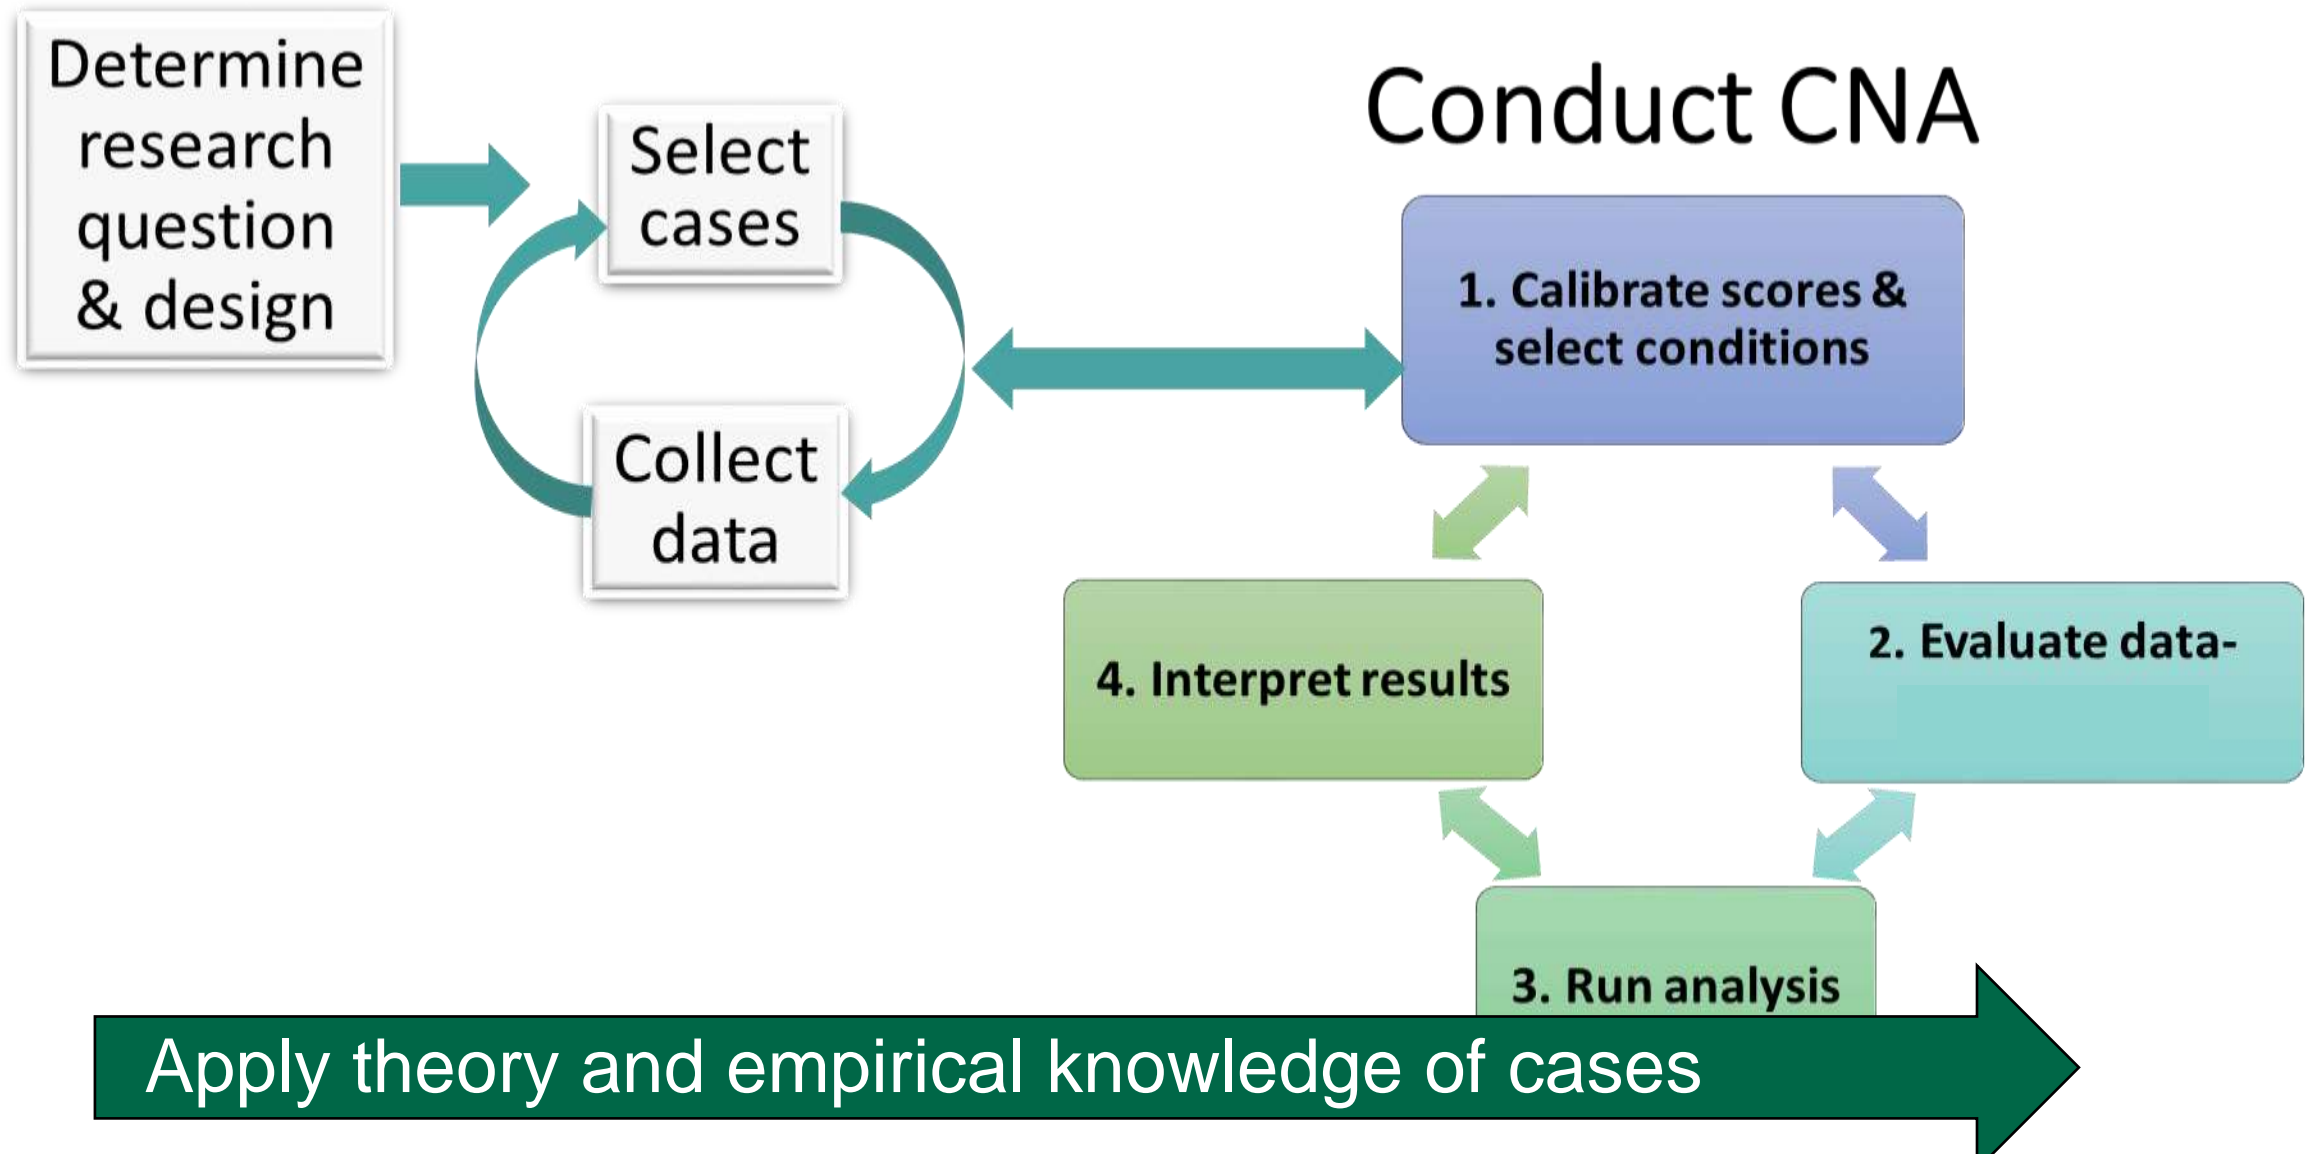 Determine
research
question
& design
Select
cases
Collect
data
Conduct CNA
1. Calibrate scores &
select conditions
2. Evaluate data-
3. Run analysis
4. Interpret results
Apply theory and empirical knowledge of cases